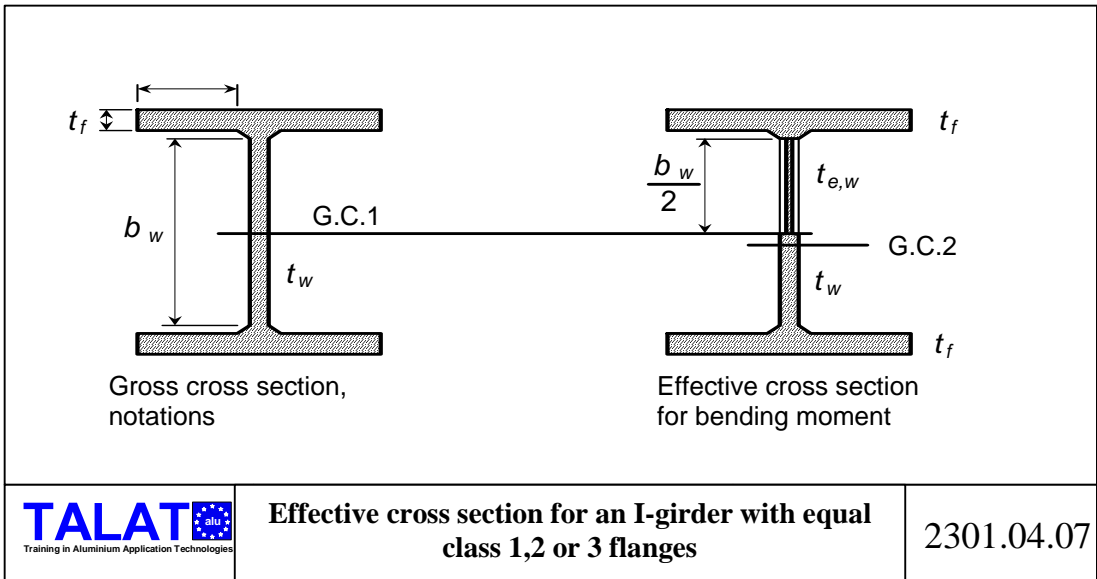 t f
b w
G.C.1
t w
Gross cross section,
notations
b w
2
t f
t e,w
G.C.2
t w
t f
Effective cross section
for bending moment
TALAT
alu
Training in Aluminium Application Technologies
Effective cross section for an I-girder with equal
class 1,2 or 3 flanges
2301.04.07